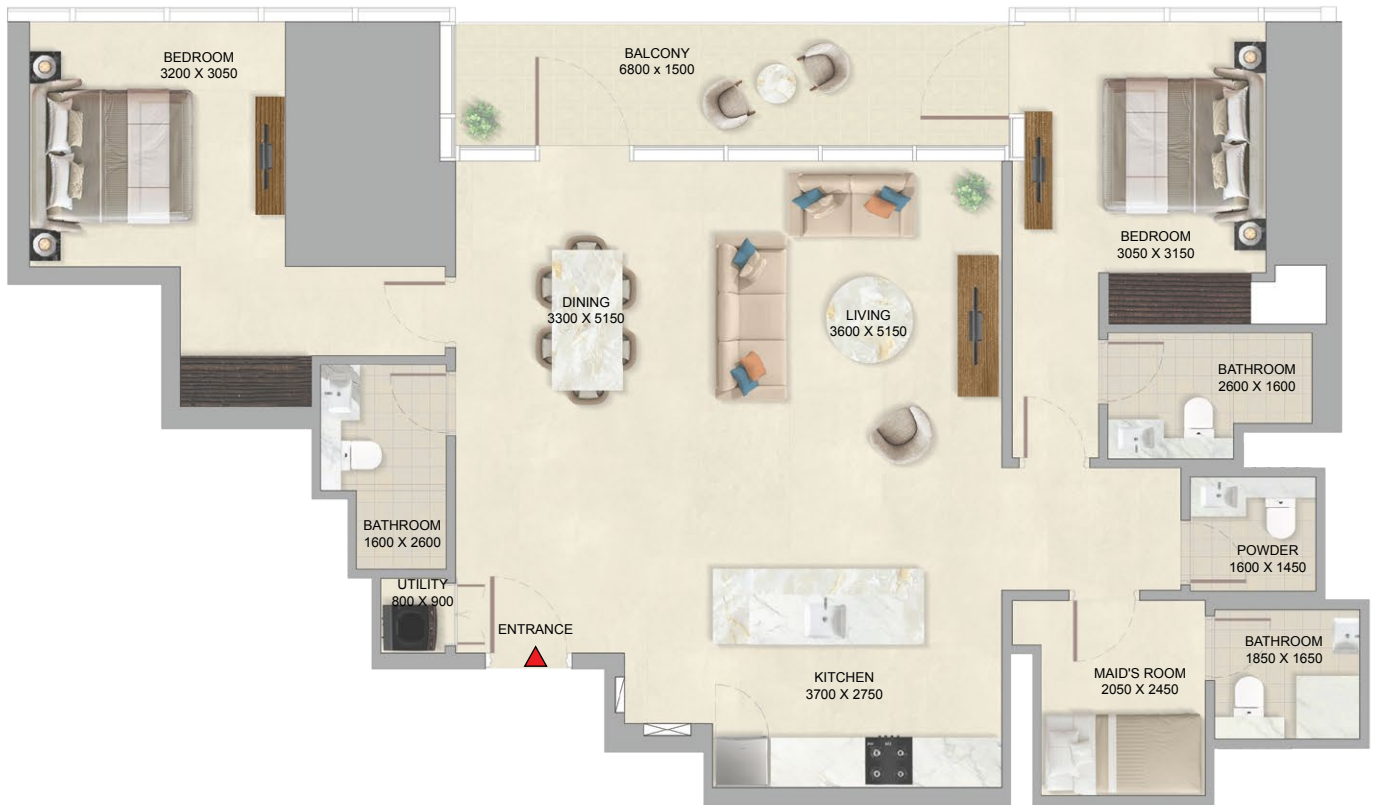 BEDROOM
3200 X 3050
BALCONY
6800 x 1500
BEDROOM
3050 X 3150
DINING
3300 X 5150
LIVING
3600 X 5150
BATHROOM
2600 X 1600
BATHROOM
1600 X 2600
POWDER
1600 X 1450
UTILITY
800 X 900
ENTRANCE
KITCHEN
3700 X 2750
MAID'S ROOM
2050 X 2450
BATHROOM
1850 X 1650